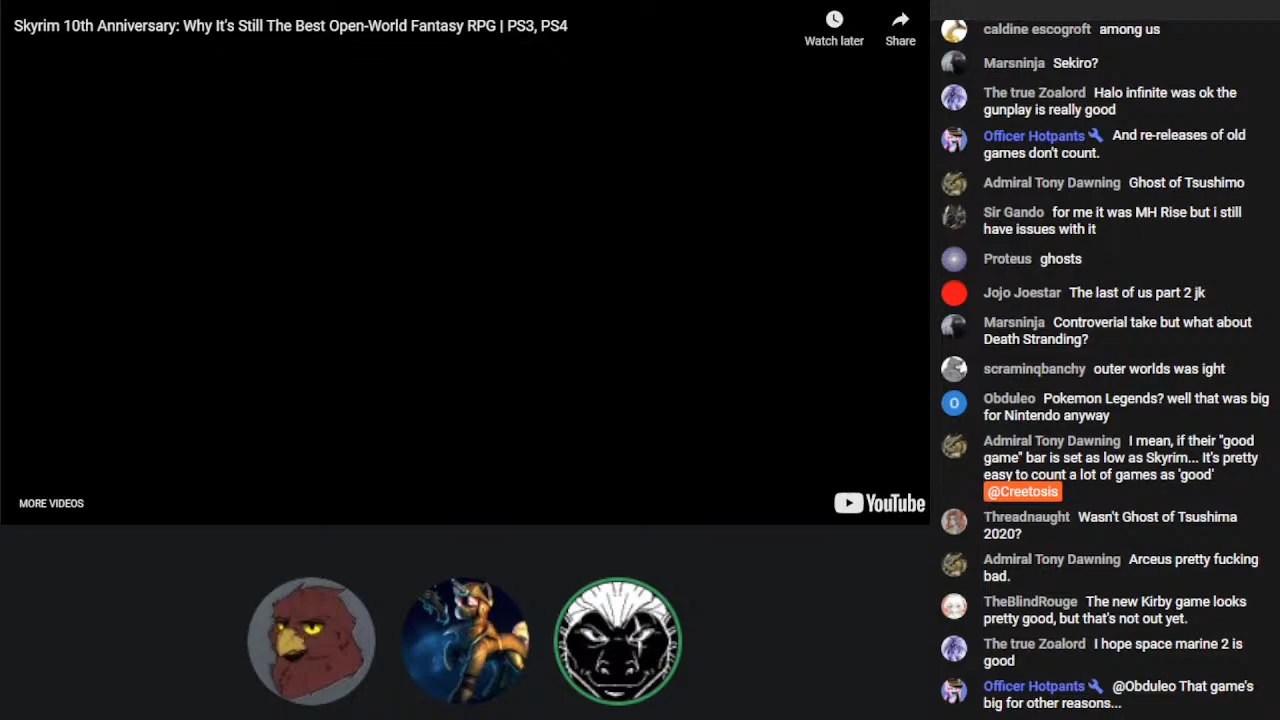 Skyrim 10th Anniversary: Why It's Still The Best Open-World Fantasy RPG | PS3, PS4
Watch later
Share
MORE VIDEOS
YouTube
caldine escogroft among us
Marsninja Sekiro?
The true Zoalord Halo infinite was ok the
gunplay is really good
Officer Hotpants And re-releases of old
games don't count.
Admiral Tony Dawning Ghost of Tsushimo
Sir Gando for me it was MH Rise but i still
have issues with it
Proteus ghosts
Jojo Joestar The last of us part 2 jk
Marsninja Controverial take but what about
Death Stranding?
scraminqbanchy outer worlds was ight
O
Obduleo Pokemon Legends? well that was big
for Nintendo anyway
Admiral Tony Dawning I mean, if their "good
game" bar is set as low as Skyrim... It's pretty
easy to count a lot of games as 'good'
@Creetosis
Threadnaught Wasn't Ghost of Tsushima
2020?
Admiral Tony Dawning Arceus pretty fucking
bad.
TheBlindRouge The new Kirby game looks
pretty good, but that's not out yet.
The true Zoalord I hope space marine 2 is
good
Officer Hotpants @Obduleo That game's
big for other reasons...